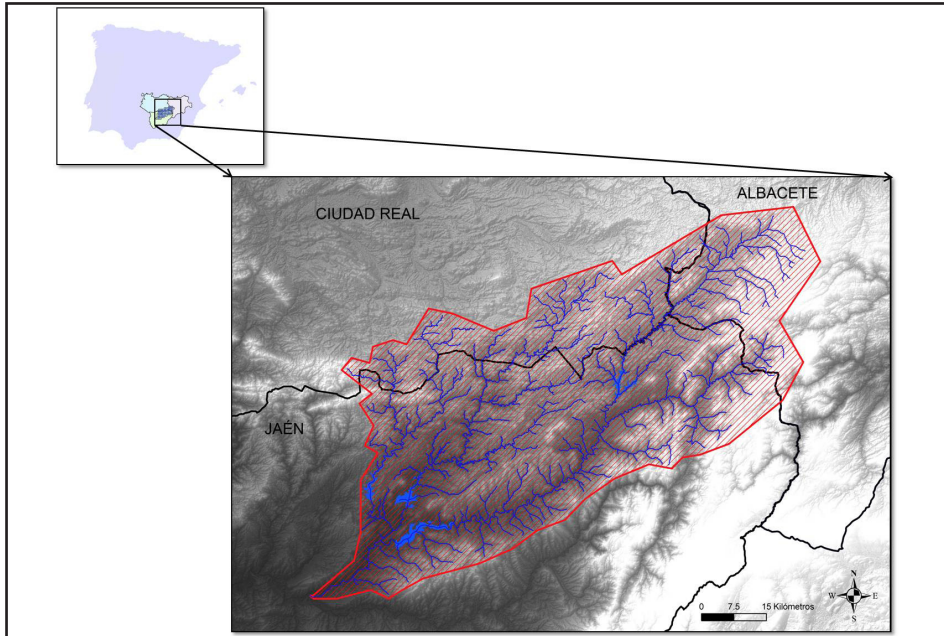 ALBACETE
CIUDAD REAL
JAÉN
N
W E
S
0 7.5 15 Kilómetros